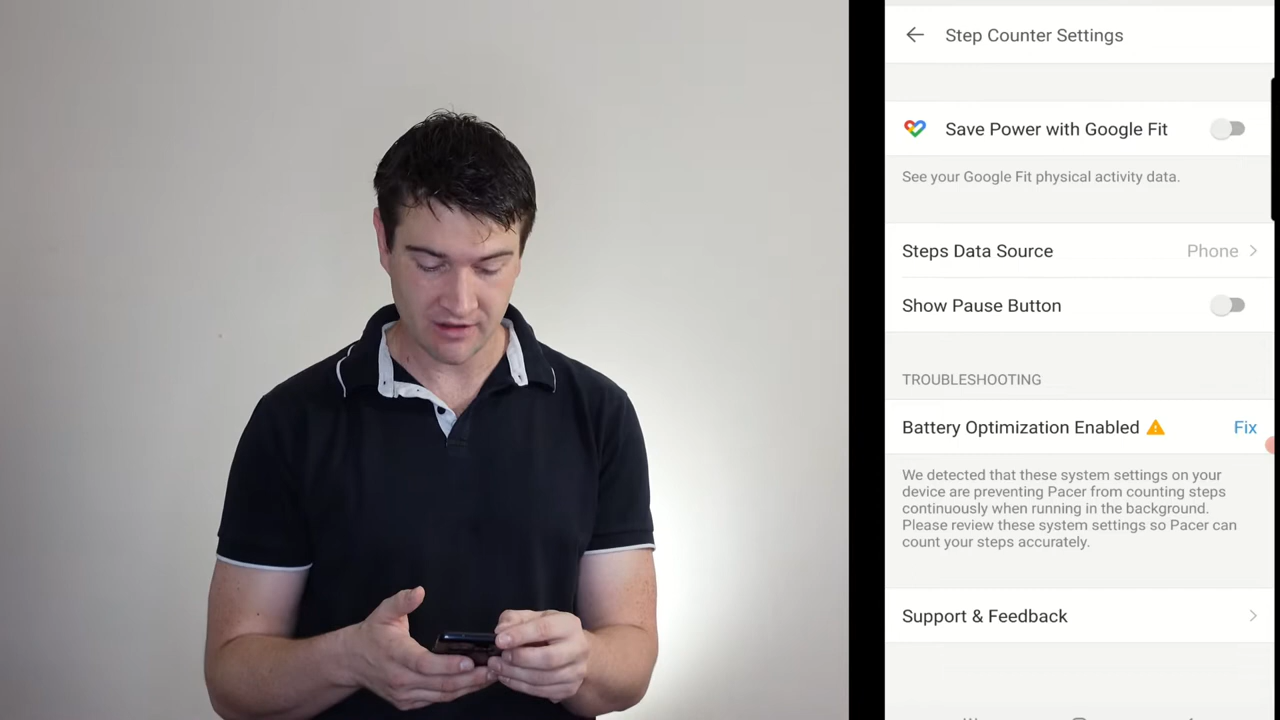 Step Counter Settings
Save Power with Google Fit
See your Google Fit physical activity data.
Steps Data Source Phone
Show Pause Button
TROUBLESHOOTING
Battery Optimization Enabled Fix
We detected that these system settings on your
device are preventing Pacer from counting steps
continuously when running in the background.
Please review these system settings so Pacer can
count your steps accurately.
Support & Feedback